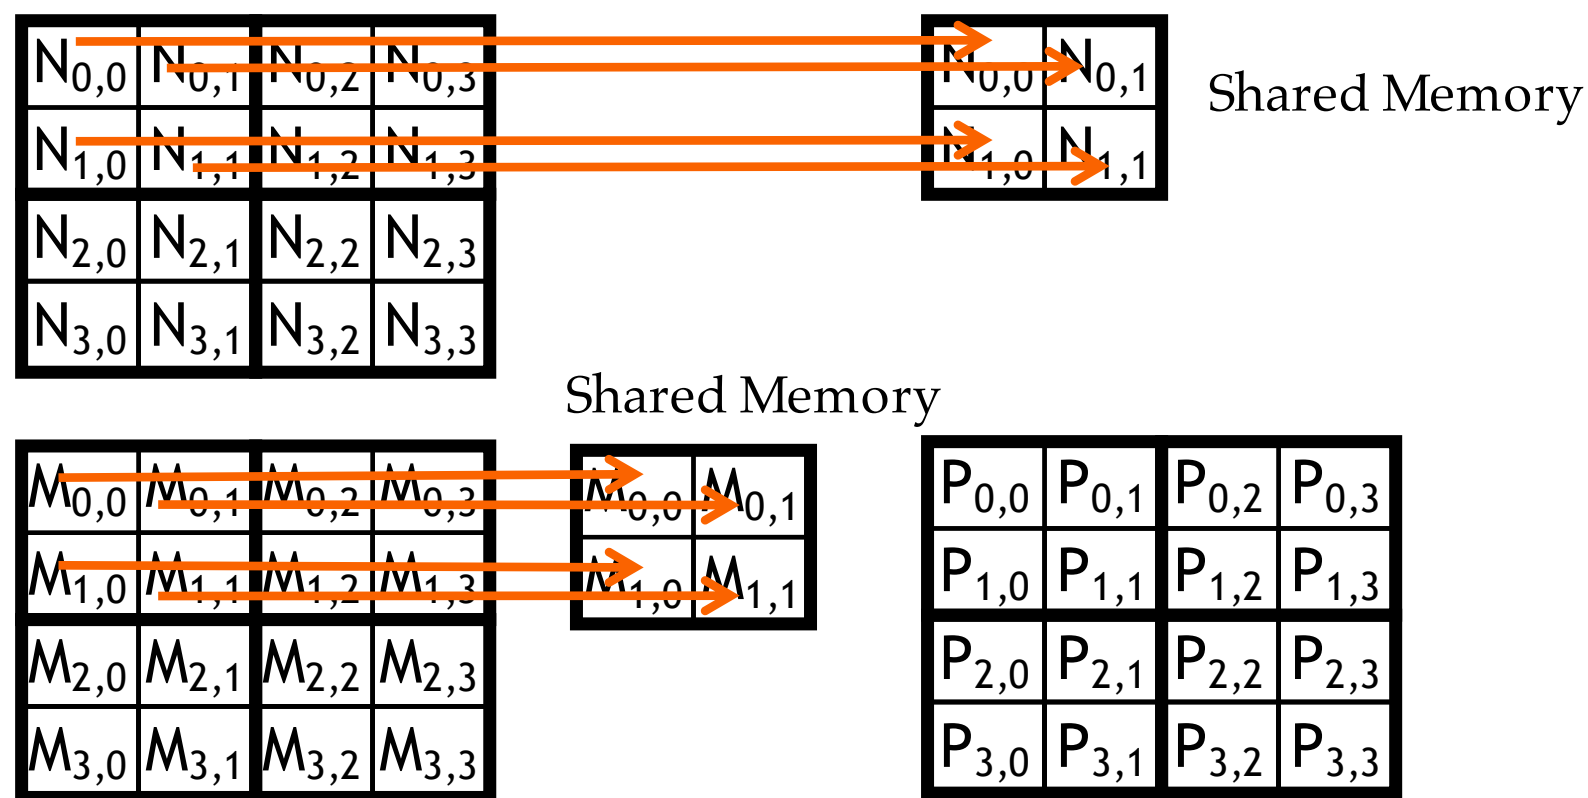 N0,0 N0,1 N0,2 N0,3 N0,0 N0,1
Shared Memory
N1,0 N1,1 N1,2 N1,3 N1,0 N1,1
N2,0 N2,1 N2,2 N2,3
N3,0 N3,1 N3,2 N3,3
Shared Memory
M0,0 M0,1 M0,2 M0,3 M0,0 M0,1 P0,0 P0,1 P0,2 P0,3
M1,0 M1,1 M1,2 M1,3 M1,0 M1,1 P1,0 P1,1 P1,2 P1,3
M2,0 M2,1 M2,2 M2,3 P2,0 P2,1 P2,2 P2,3
M3,0 M3,1 M3,2 M3,3 P3,0 P3,1 P3,2 P3,3